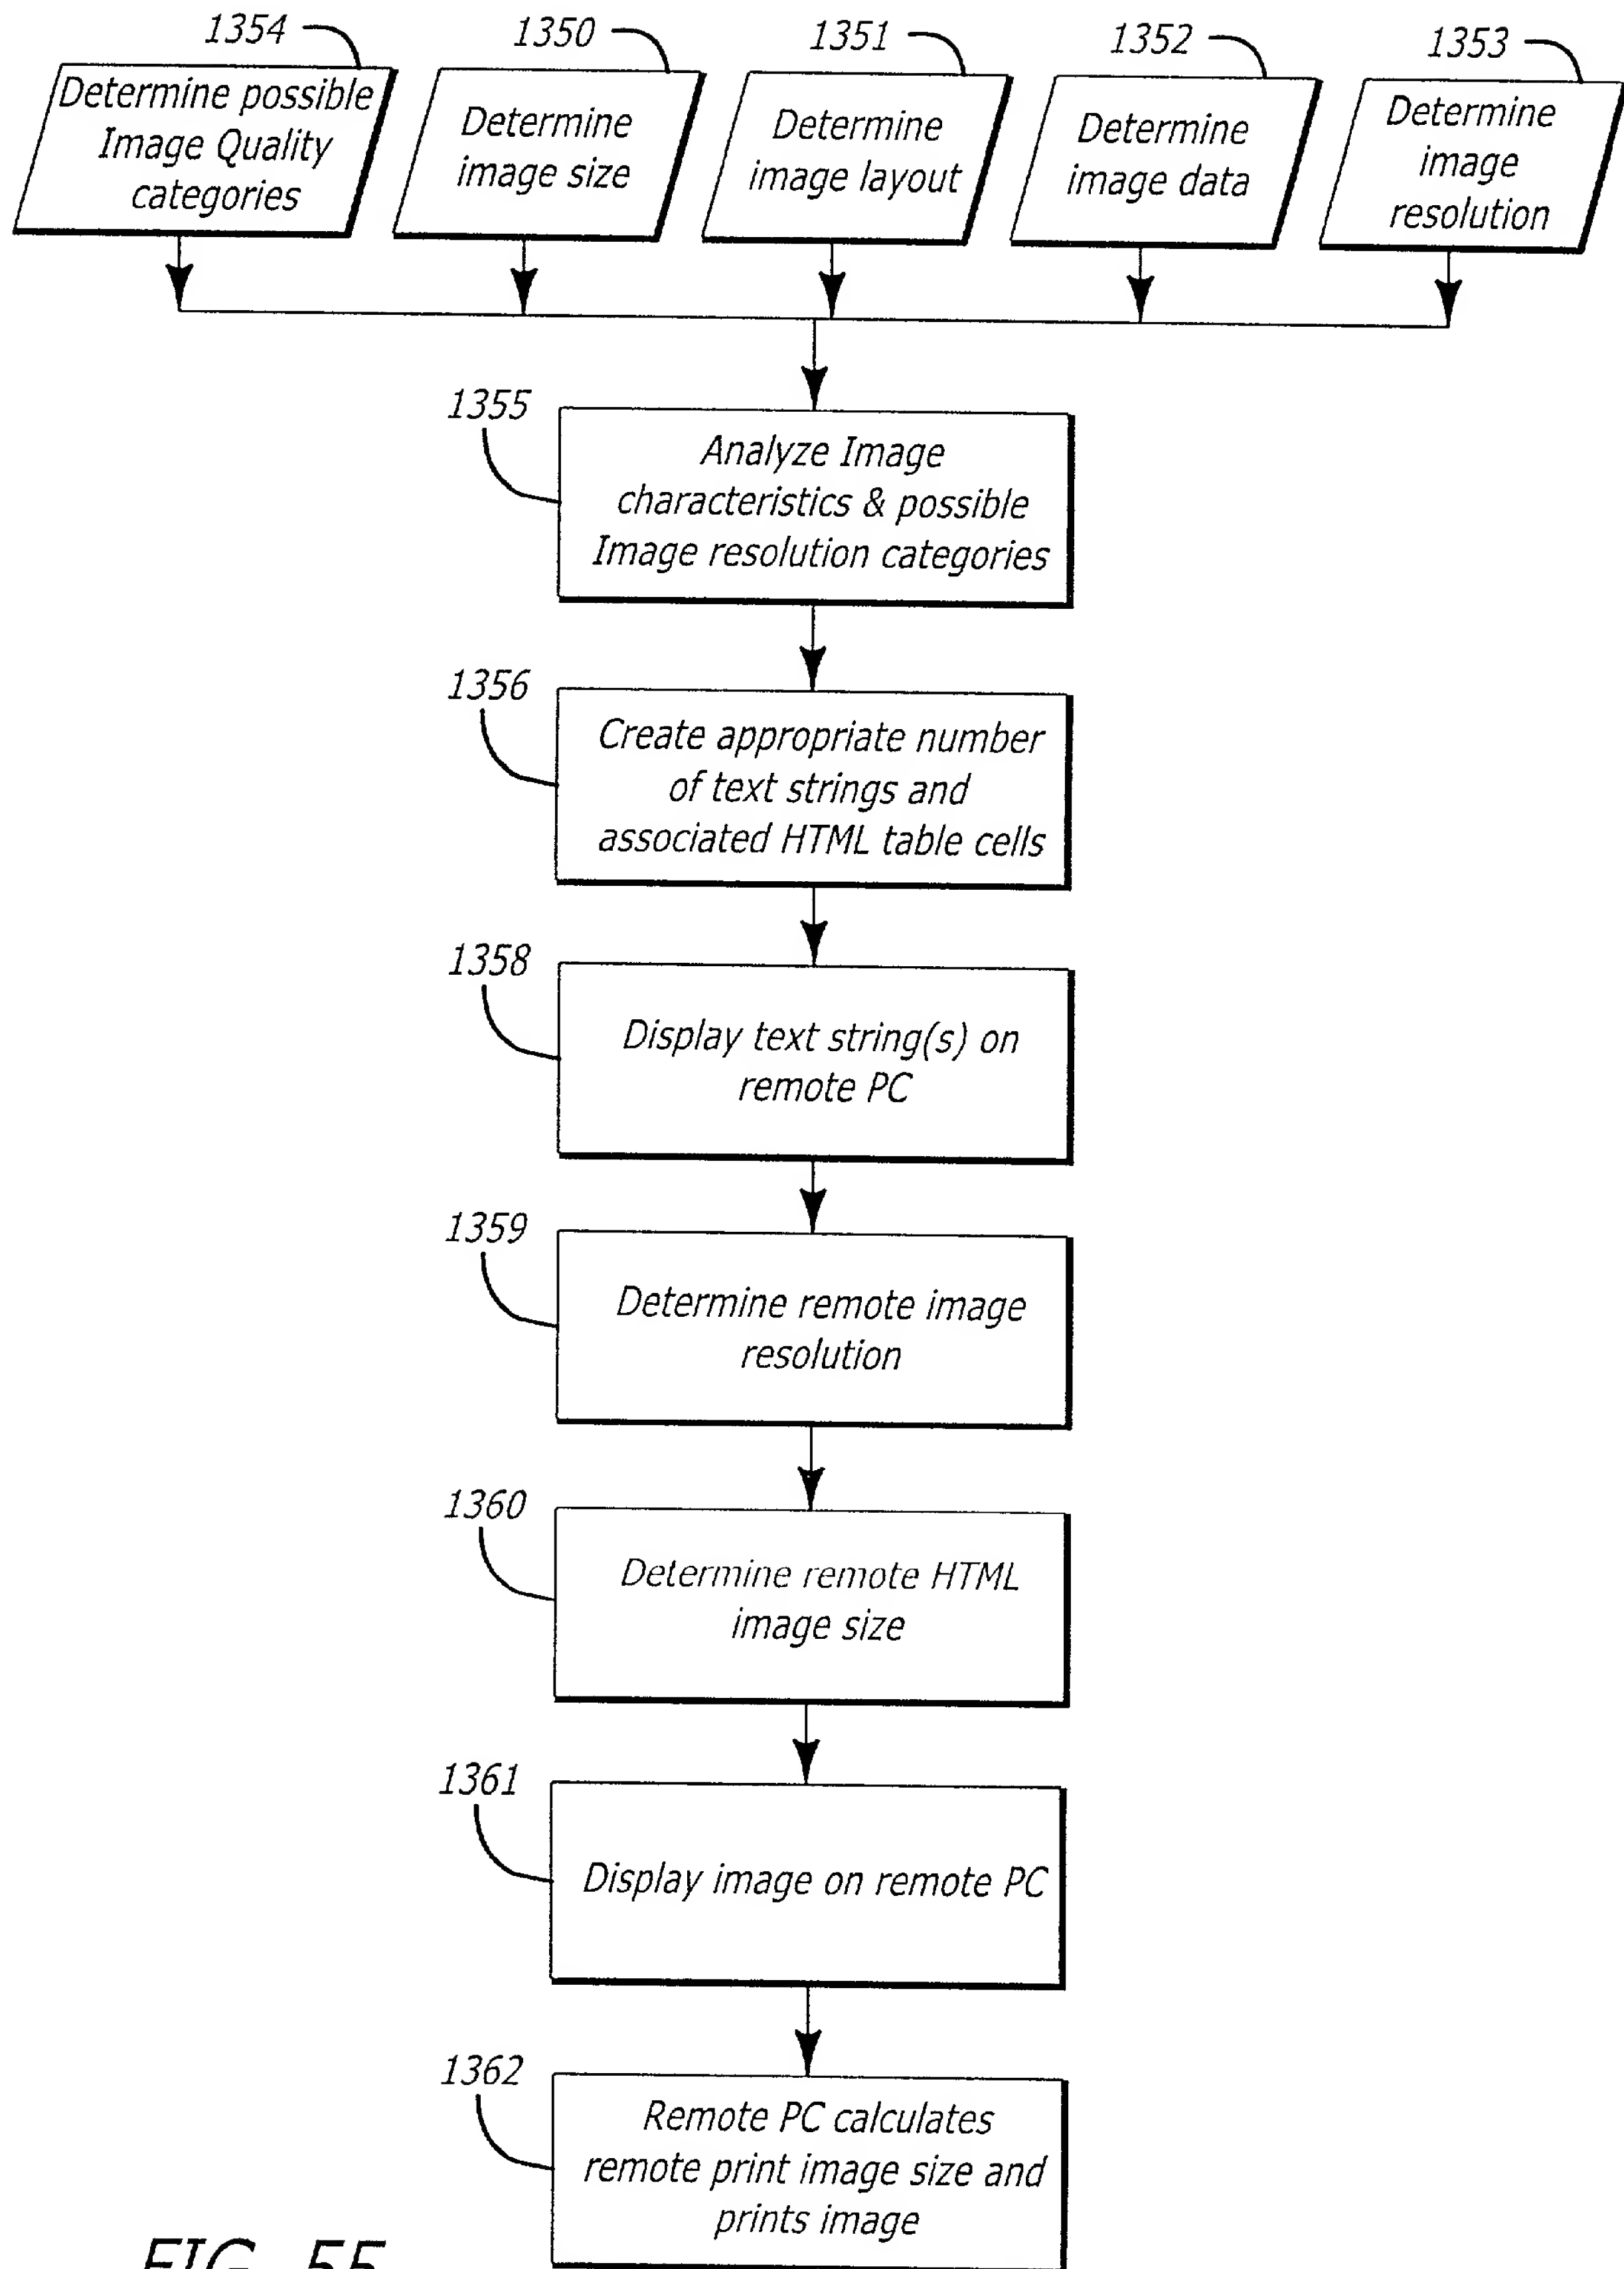 1354
1350
1351
1352
1353
Determine possible
Image Quality
categories
Determine
image size
Determine
image layout
Determine
image data
Determine
image
resolution
1355
Analyze Image
characteristics & possible
Image resolution categories
1356
Create appropriate number
of text strings and
associated HTML table cells
1358
Display text string(s) on
remote PC
1359
Determine remote image
resolution
1360
Determine remote HTML
image size
1361
Display image on remote PC
1362
Remote PC calculates
remote print image size and
prints image
FIG. 55